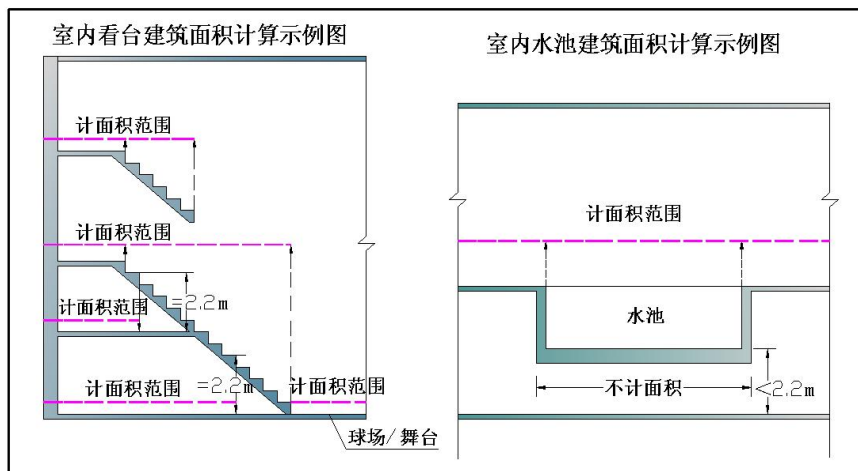 室内看台建筑面积计算示例图
计面积范围
计面积范围
=2.2m
计面积范围
=2.2m
计面积范围
计面积范围
球场/舞台
室内水池建筑面积计算示例图
计面积范围
水池
不计面积
<2.2m